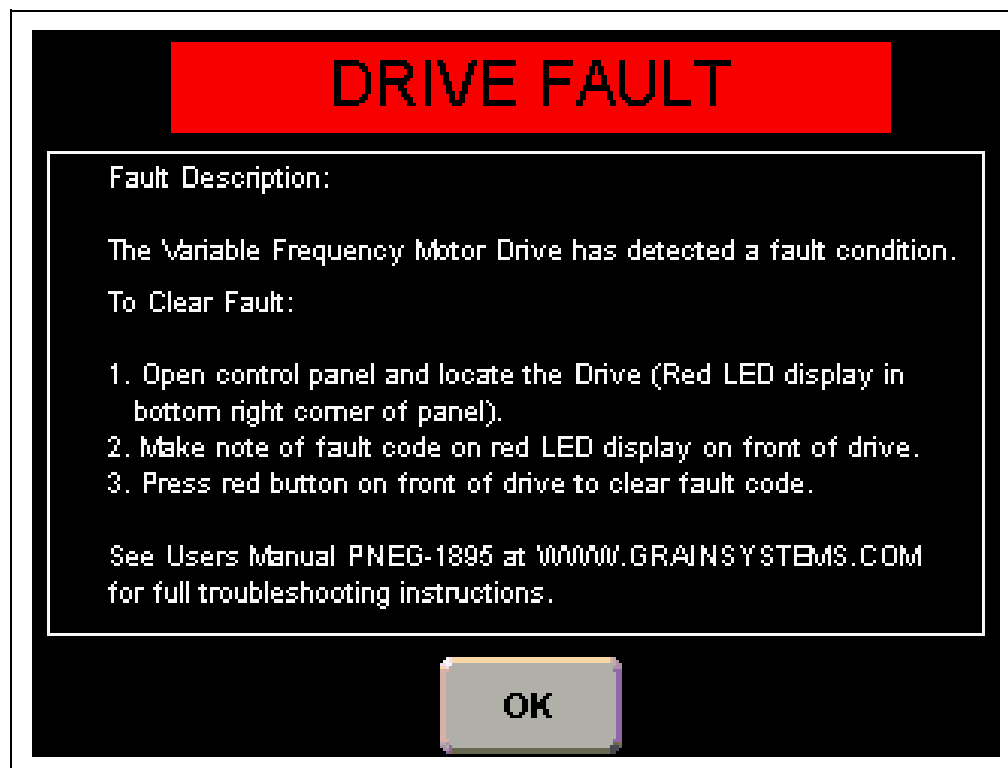 DRIVE FAULT
Fault Description:
The Variable Frequency Motor Drive has detected a fault condition.
To Clear Fault:
1. Open control panel and locate the Drive (Red LED display in
bottom right corner of panel).
2. Make note of fault code on red LED display on front of drive.
3. Press red button on front of drive to clear fault code.
See Users Manual PNEG-1895 at WWW.GRAINSYSTEMS.COM
for full troubleshooting instructions.
OK